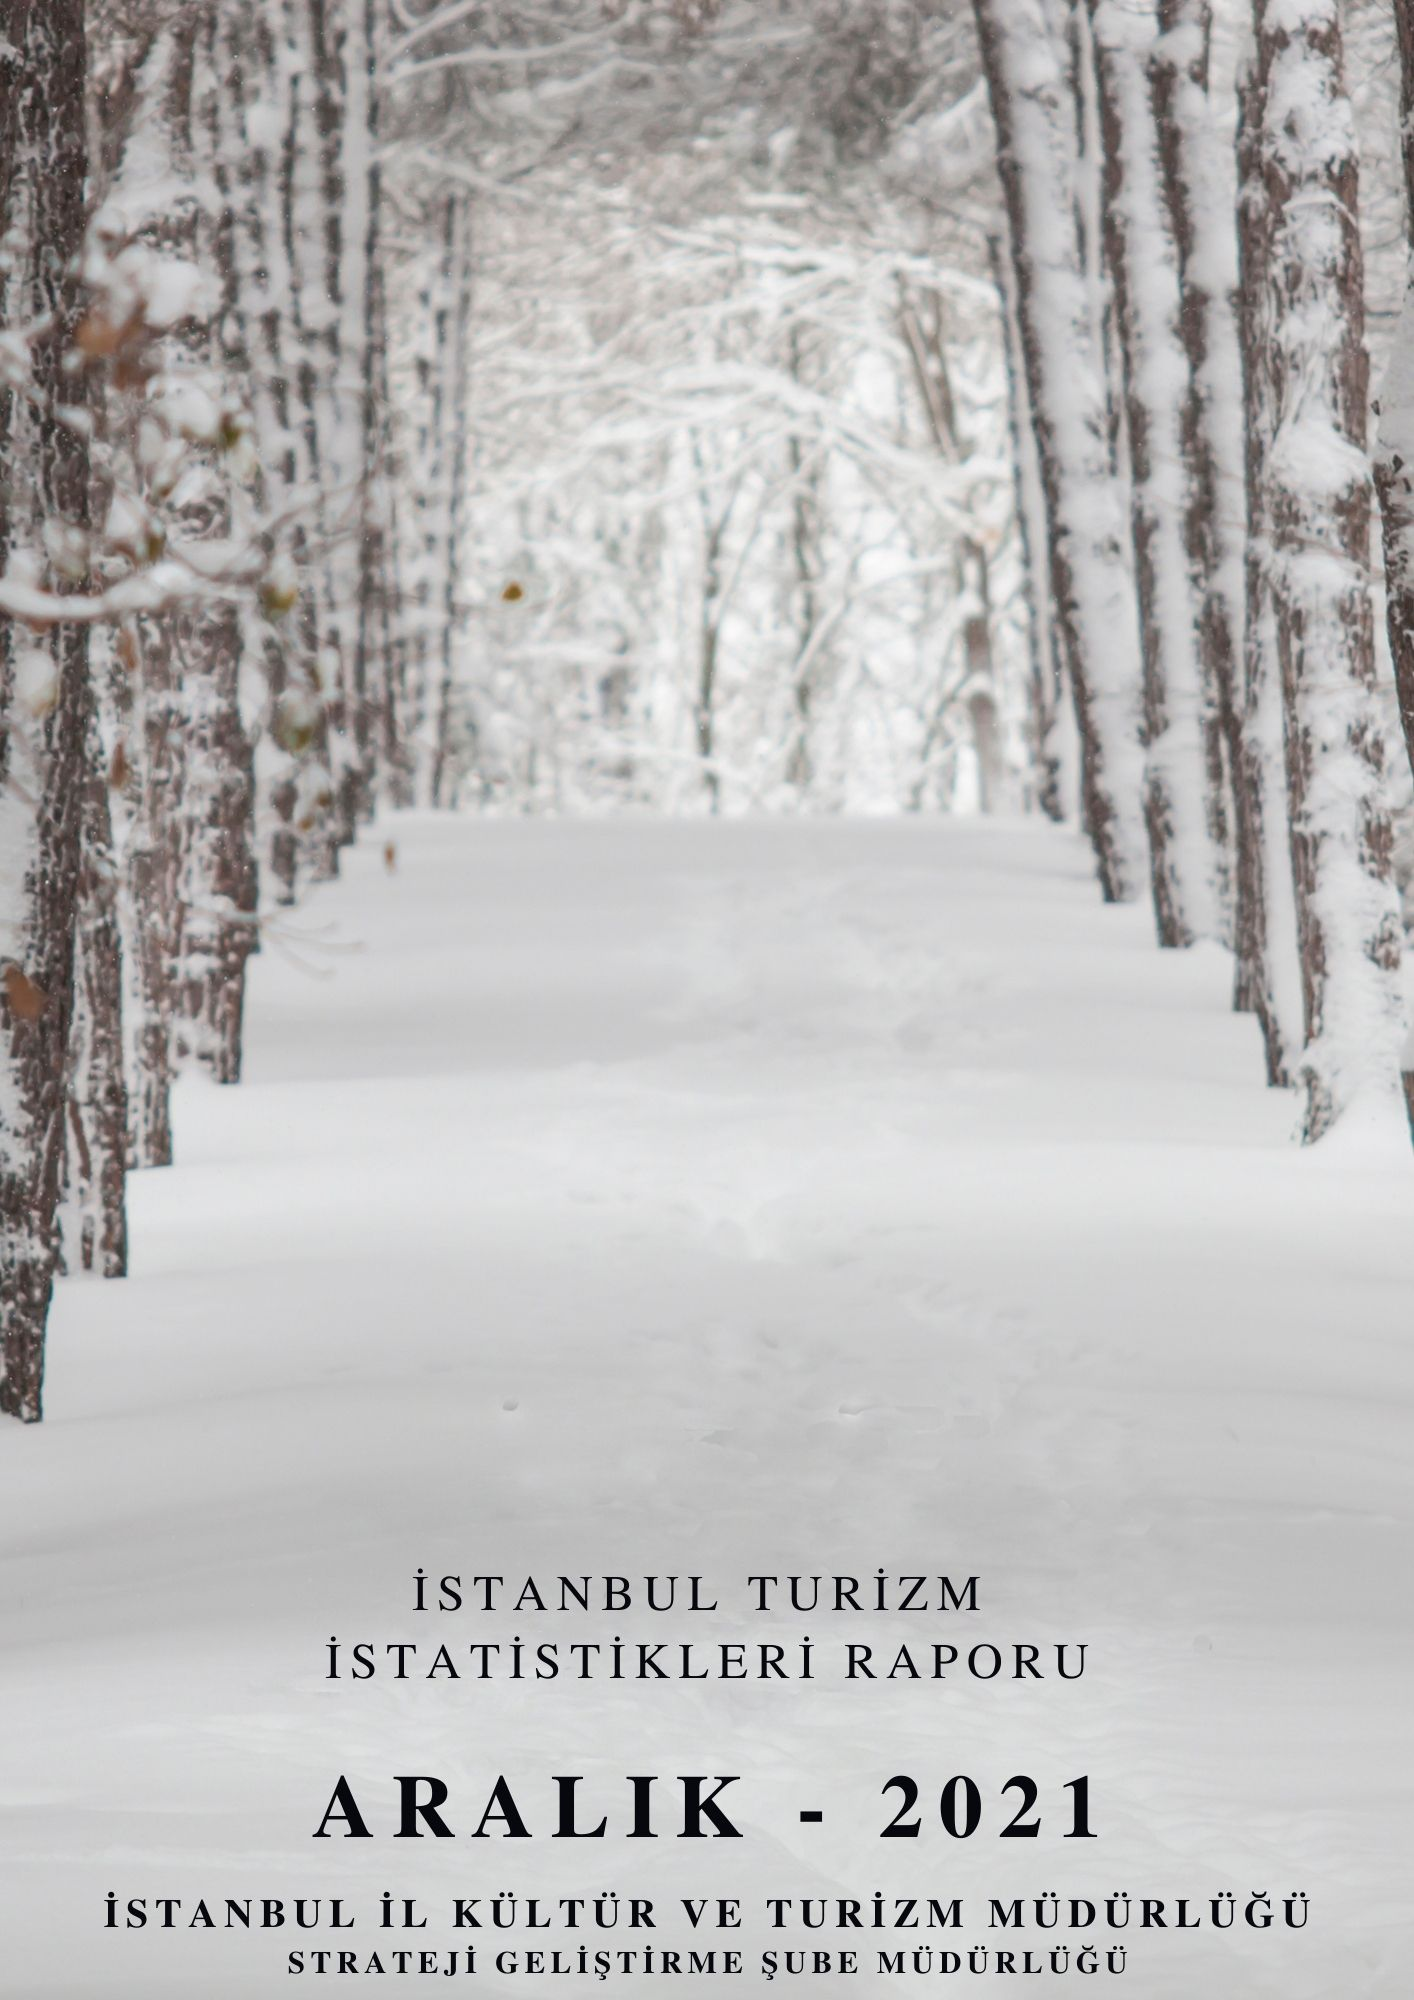 İSTANBUL TURİZM
İSTATİSTİKLERİ RAPORU
ARALIK - 2021
İSTANBUL İL KÜLTÜR VE TURİZM MÜDÜRLÜĞÜ
STRATEJİ GELİŞTİRME ŞUBE MÜDÜRLÜĞÜ